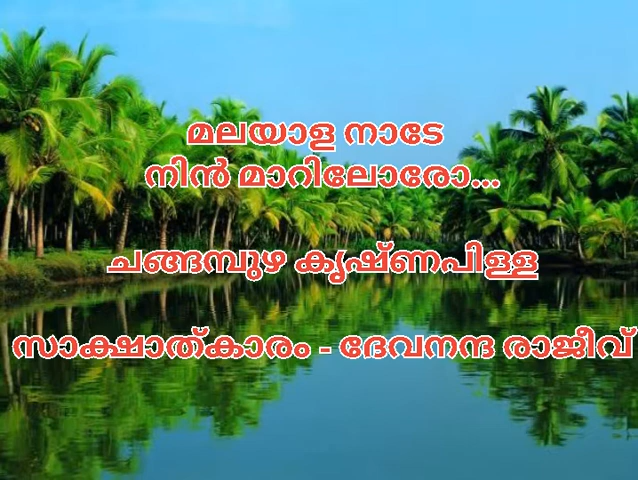 മലയാള നാടേ
നിൻ മാറിലോരോ...
ചങ്ങമ്പുഴ കൃഷ്ണപിള്ള
സാക്ഷാത്കാരം - ദേവനന്ദ രാജീവ്